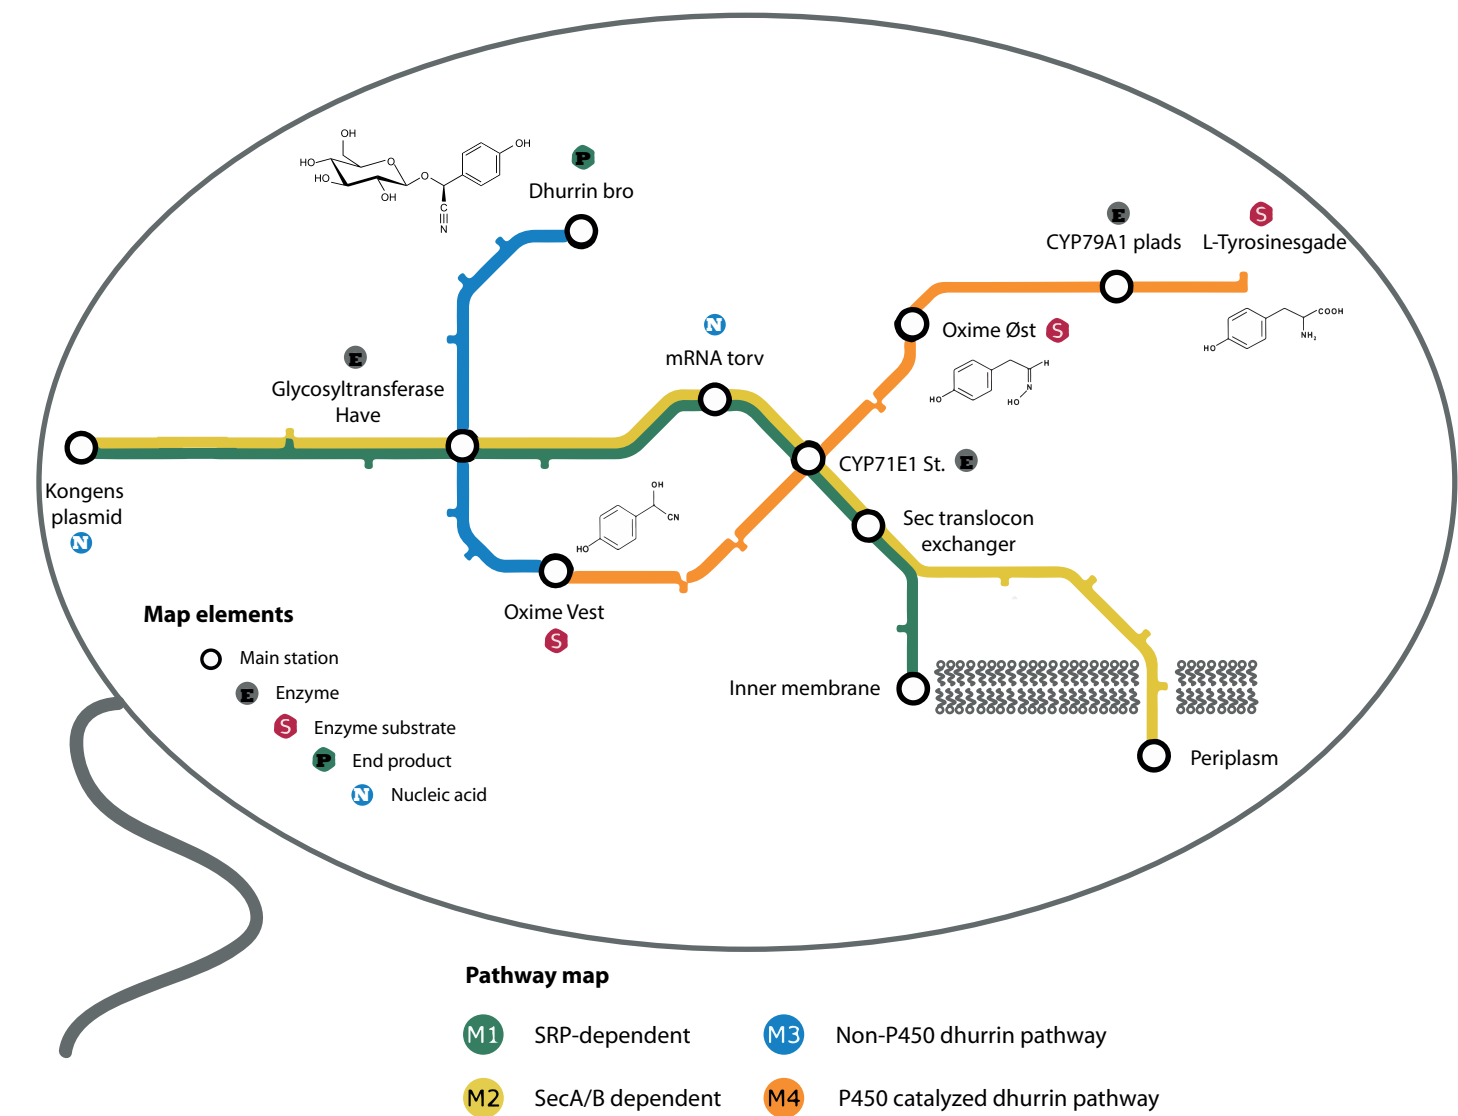 OH
HO
O
HO
OH
O
OH
C
N
P
Dhurrin bro
E
CYP79A1 plads
S
L-Tyrosinesgade
COOH
NH2
HO
N
mRNA torv
Oxime Øst S
H
N
HO
HO
E
Glycosyltransferase
Have
Kongens
plasmid
N
CYP71E1 St. E
OH
CN
HO
Sec translocon
exchanger
Oxime Vest
S
Inner membrane
Periplasm
Map elements
Main station
E Enzyme
S Enzyme substrate
P End product
N Nucleic acid
Pathway map
M1 SRP-dependent
M3 Non-P450 dhurrin pathway
M2 SecA/B dependent
M4 P450 catalyzed dhurrin pathway